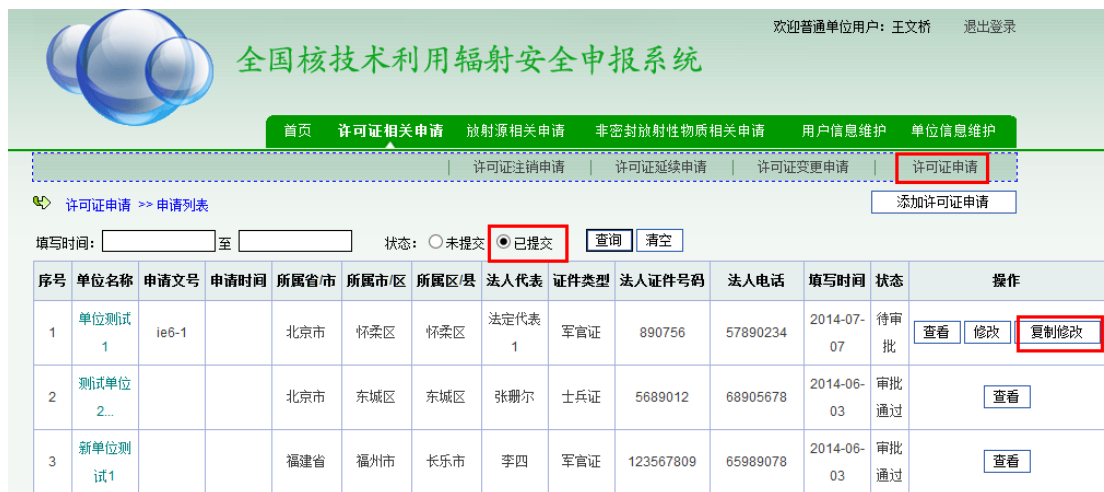 欢迎普通单位用户：王文桥 退出登录
全国核技术利用辐射安全申报系统
首页 许可证相关申请 放射源相关申请 非密封放射性物质相关申请 用户信息维护 单位信息维护
| 许可证注销申请 | 许可证延续申请 | 许可证变更申请 | 许可证申请
许可证申请 >> 申请列表 添加许可证申请
填写时间： 至 状态： 未提交 已提交 查询 清空
序号 单位名称 申请文号 申请时间 所属省/市 所属市/区 所属区/县 法人代表 证件类型 法人证件号码 法人电话 填写时间 状态 操作
单位测试 法定代表 2014-07- 待审
1 ie6-1 北京市 怀柔区 怀柔区 军官证 890756 57890234 查看 修改 复制修改
1 1 07 批
测试单位 2014-06- 审批
2 北京市 东城区 东城区 张珊尔 士兵证 5689012 68905678 查看
2... 03 通过
新单位测 2014-06- 审批
3 福建省 福州市 长乐市 李四 军官证 123567809 65989078 查看
试1 03 通过